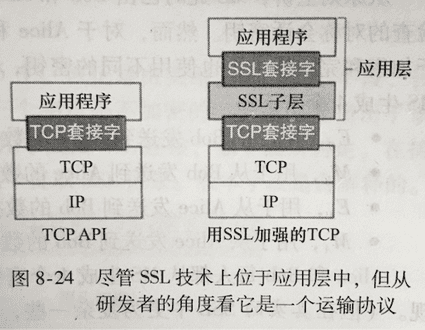 应用程序
TCP套接字
TCP
IP
TCP API
应用程序
SSL套接字
SSL子层
TCP套接字
TCP
IP
用SSL加强的TCP
应用层
图 8-24 尽管 SSL 技术上位于应用层中，但从
研发者的角度看它是一个运输协议